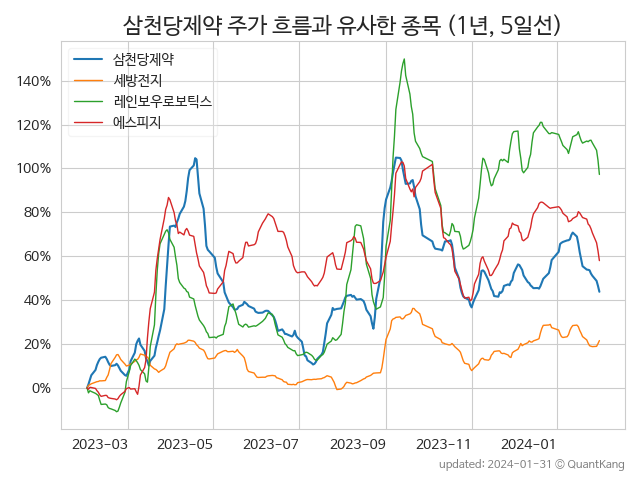 삼천당제약 주가 흐름과 유사한 종목 (1년, 5일선)
삼천당제약
세방전지
레인보우로보틱스
에스피지
140%
120%
100%
80%
60%
40%
20%
0%
2023-03 2023-05 2023-07 2023-09 2023-11 2024-01
updated: 2024-01-31 © QuantKang